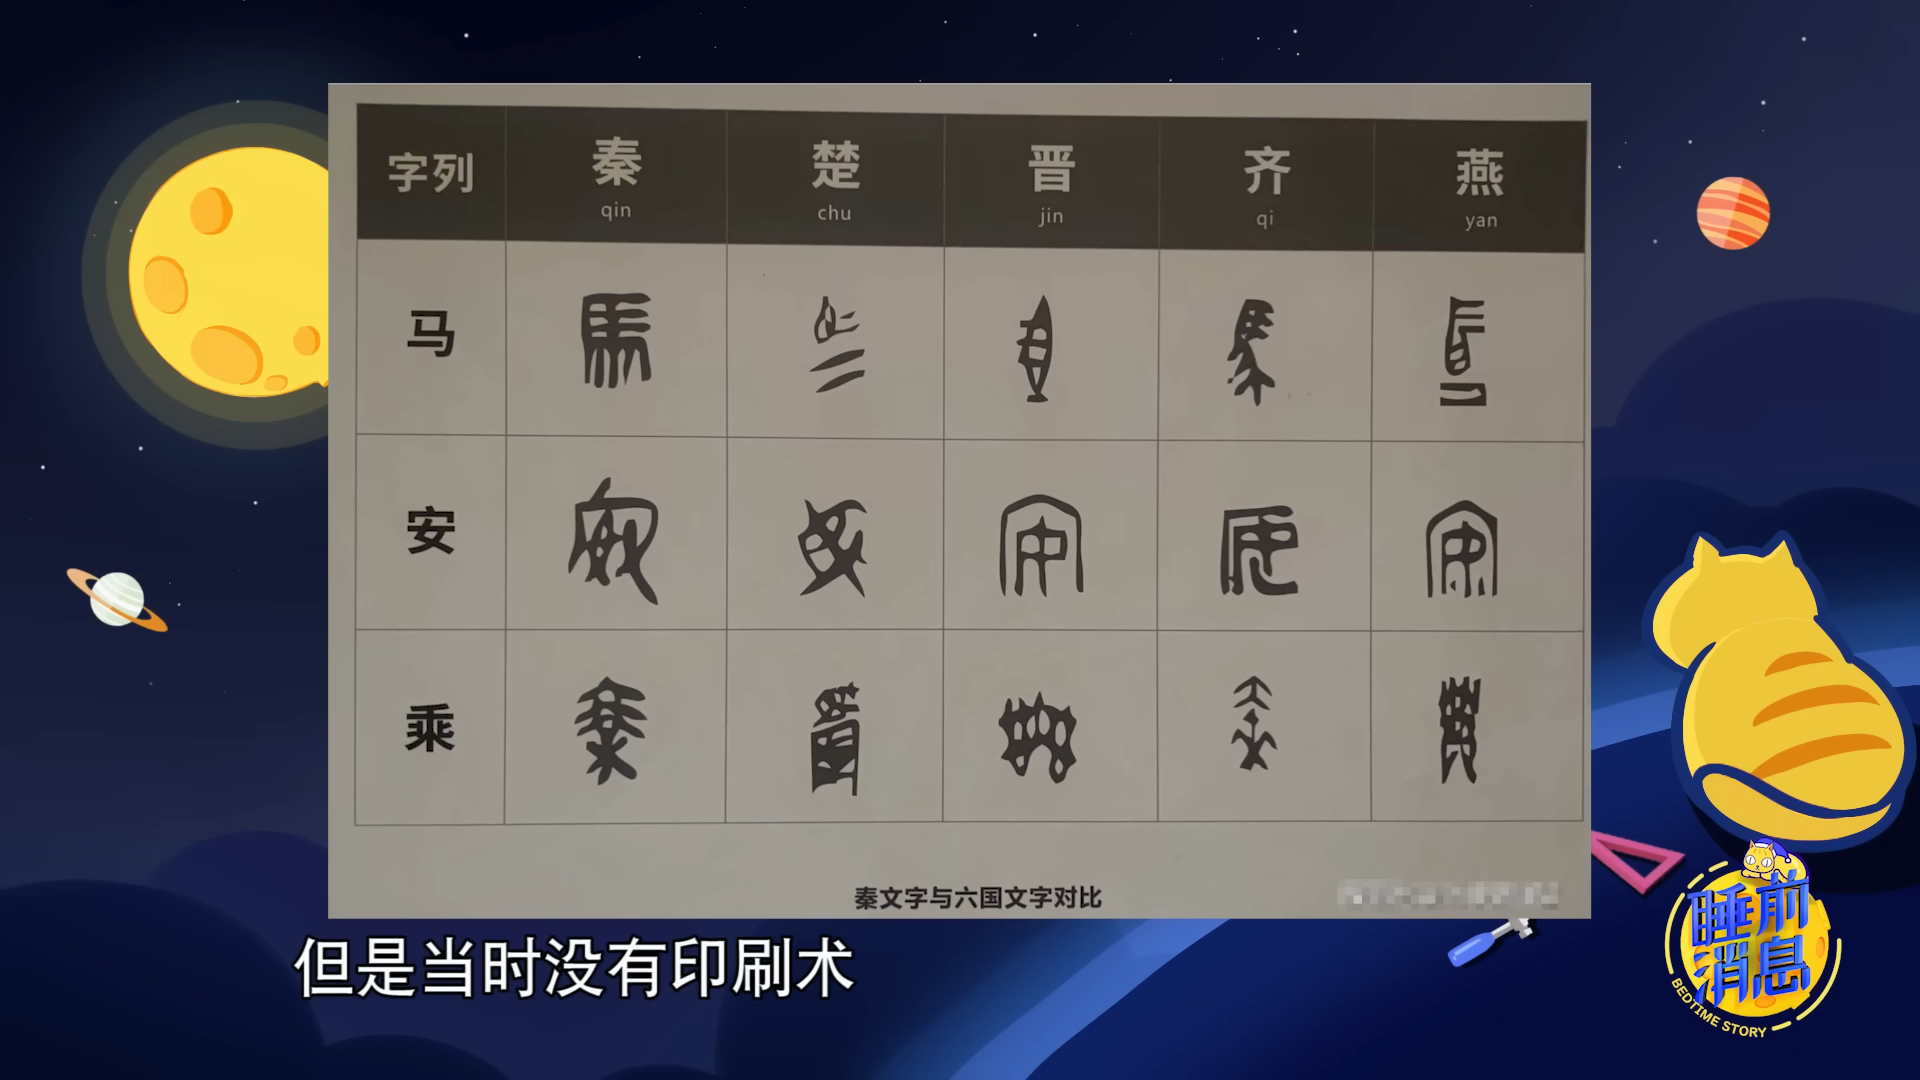 字列 秦 楚 晋 齐 燕
qin chu jin qi yan
马
安
乘
秦文字与六国文字对比
但是当时没有印刷术
睡前
消息
BEDTIME STORY